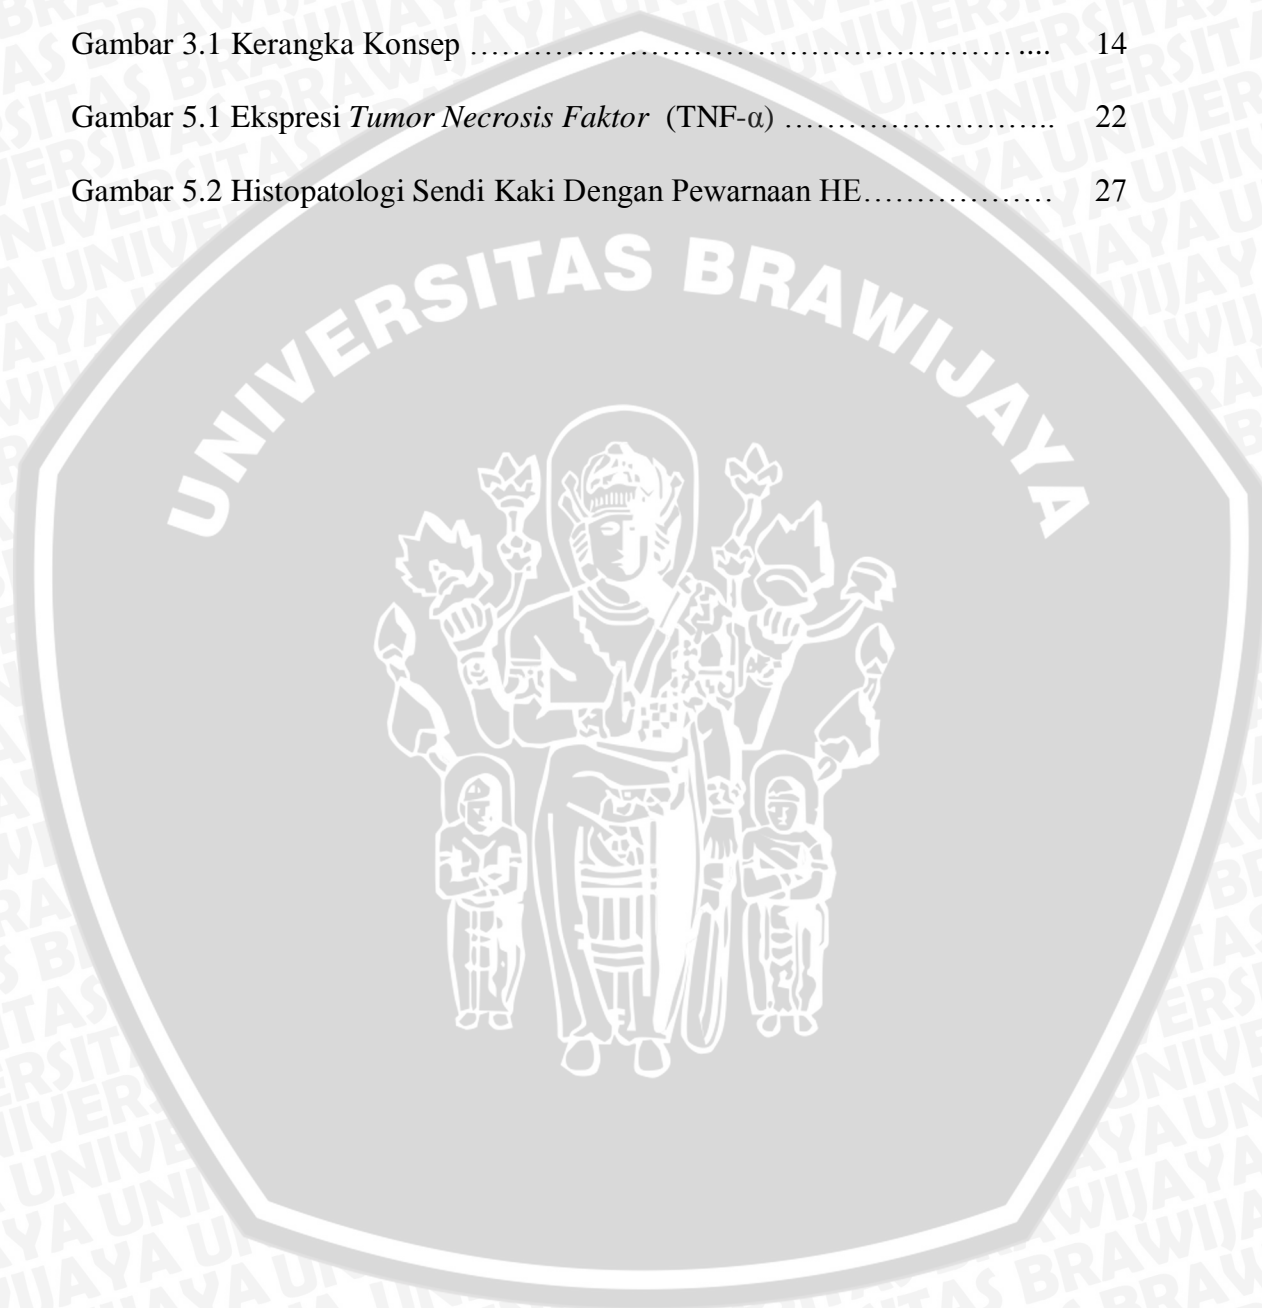 Gambar 3.1 Kerangka Konsep …………………………………………… .... 14
Gambar 5.1 Ekspresi Tumor Necrosis Faktor (TNF-α) …………………….. 22
Gambar 5.2 Histopatologi Sendi Kaki Dengan Pewarnaan HE……………… 27
UNIVERSITAS BRAWIJAYA